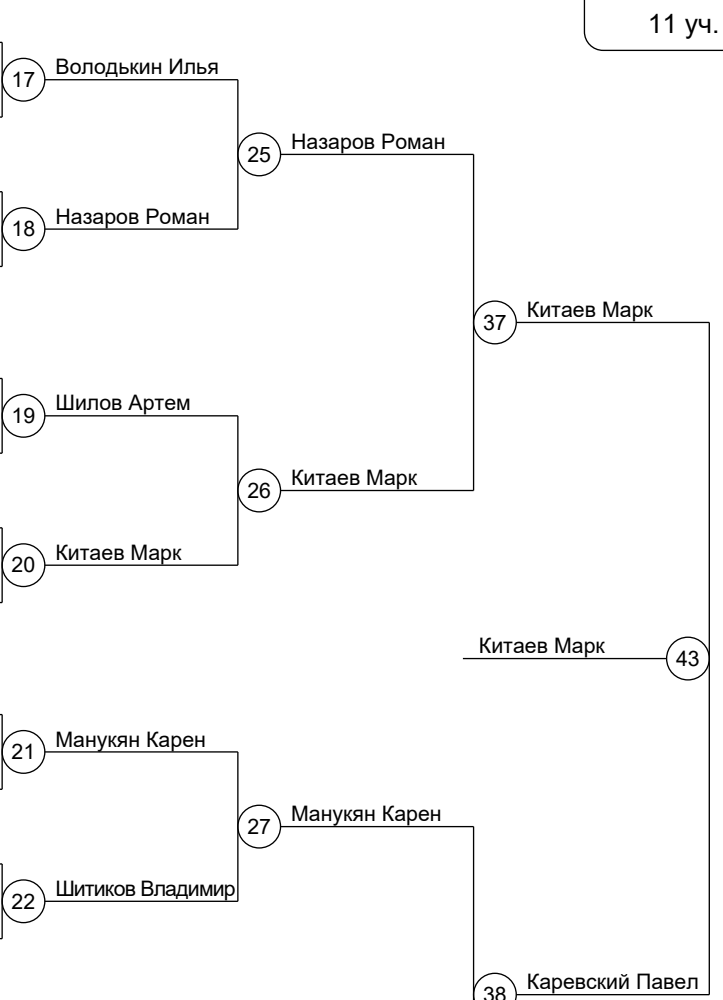 11 уч.
17 Володькин Илья
25 Назаров Роман
18 Назаров Роман
37 Китаев Марк
19 Шилов Артем
26 Китаев Марк
20 Китаев Марк
Китаев Марк 43
21 Манукян Карен
27 Манукян Карен
22 Шитиков Владимир
38 Каревский Павел